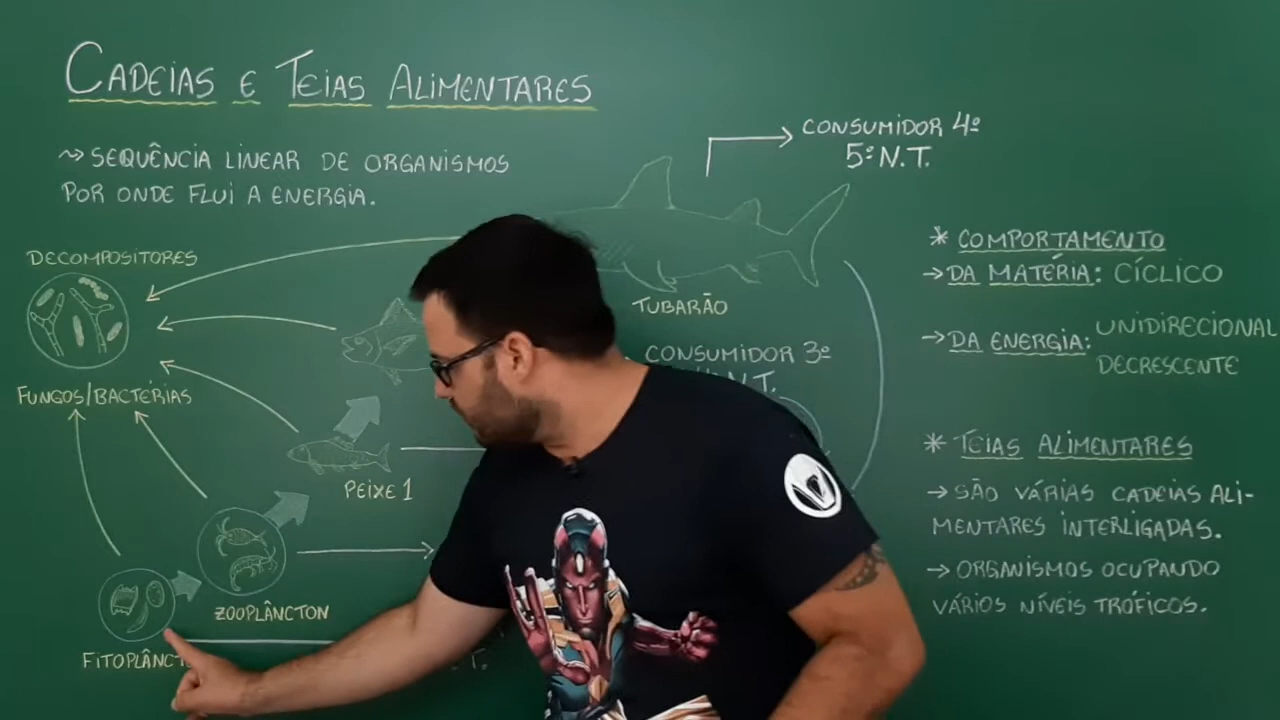 CADEIAS E TEIAS ALIMENTARES
~> SEQUÊNCIA LINEAR DE ORGANISMOS
POR ONDE FLUI A ENERGIA.
DECOMPOSITORES
FUNGOS/BACTÉRIAS
CONSUMIDOR 4º
5º N.T.
TUBARÃO
CONSUMIDOR 3º
N.T.
PEIXE 1
ZOOPLÂNCTON
* COMPORTAMENTO
→ DA MATÉRIA: CÍCLICO
→ DA ENERGIA: UNIDIRECIONAL
DECRESCENTE
* TEIAS ALIMENTARES
→ SÃO VÁRIAS CADEIAS ALI-
MENTARES INTERLIGADAS.
→ ORGANISMOS OCUPANDO
VÁRIOS NÍVEIS TRÓFICOS.